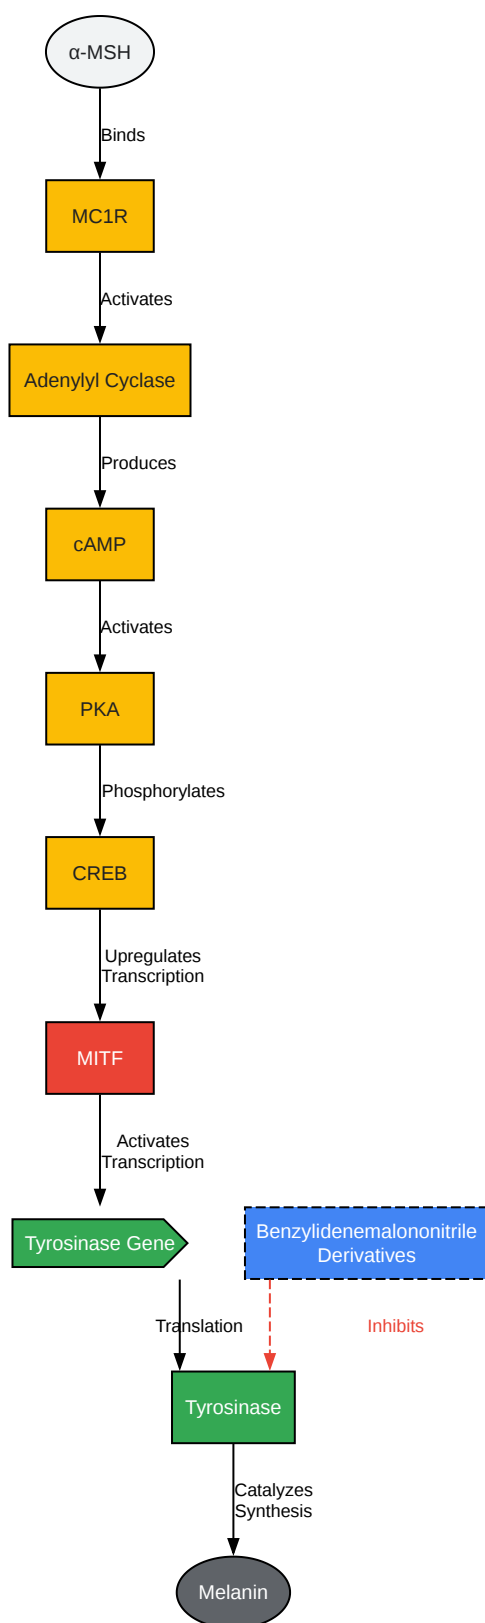 α-MSH
Binds
MC1R
Activates
Adenylyl Cyclase
Produces
cAMP
Activates
PKA
Phosphorylates
CREB
Upregulates
Transcription
MITF
Activates
Transcription
Tyrosinase Gene
Benzylidenemalononitrile
Derivatives
Translation
Inhibits
Tyrosinase
Catalyzes
Synthesis
Melanin